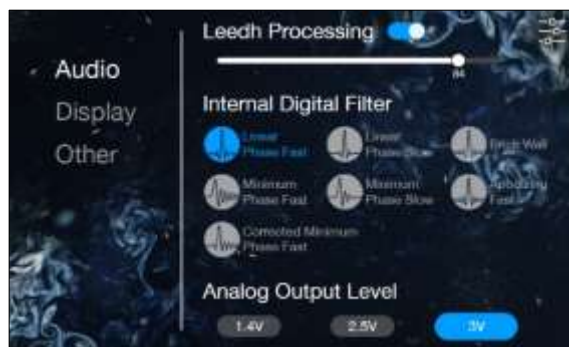 Audio
Display
Other
Leedh Processing
84
Internal Digital Filter
Linear
Phase Fast
Linear
Phase Slow
Brick Wall
Minimum
Phase Fast
Minimum
Phase Slow
Apodizing
Fast
Corrected Minimum
Phase Fast
Analog Output Level
1.4V
2.5V
3V